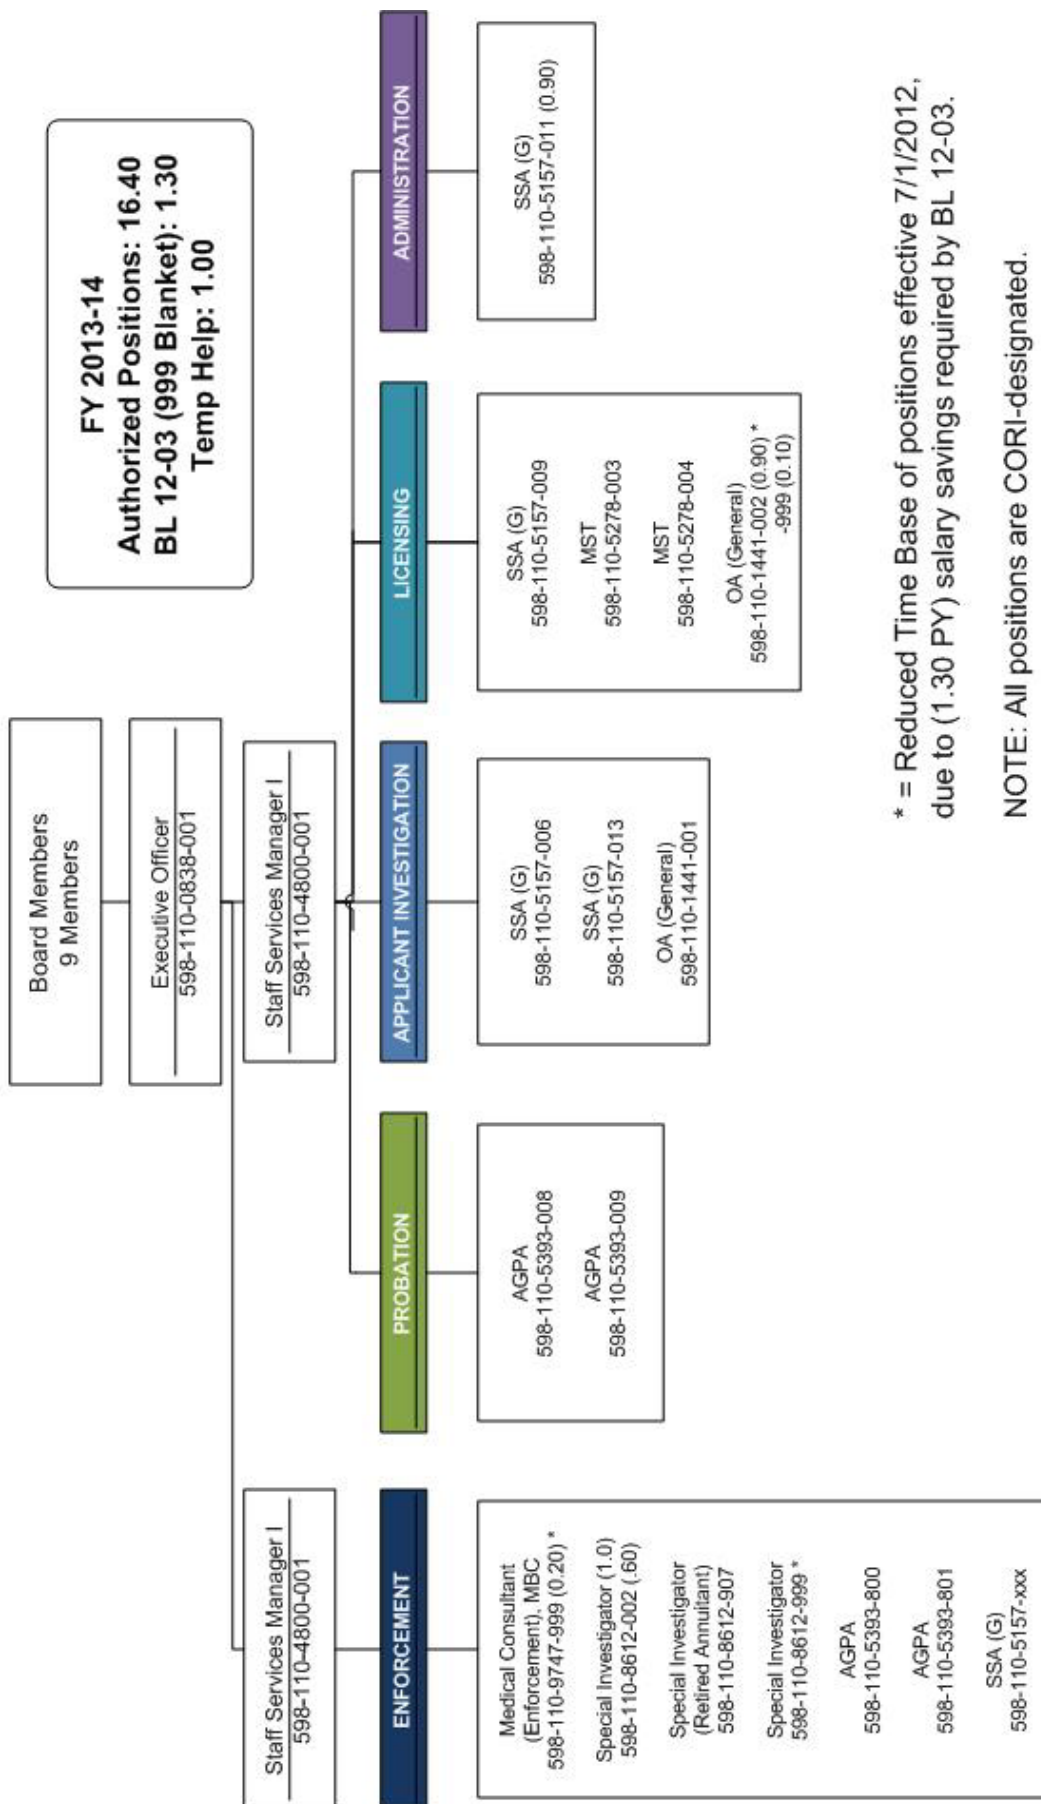 Board Members
9 Members
FY 2013-14
Authorized Positions: 16.40
BL 12-03 (999 Blanket): 1.30
Temp Help: 1.00
Executive Officer
598-110-0838-001
Staff Services Manager I
598-110-4800-001
Staff Services Manager I
598-110-4800-001
ENFORCEMENT
PROBATION
APPLICANT INVESTIGATION
LICENSING
ADMINISTRATION
Medical Consultant
(Enforcement), MBC
598-110-9747-999 (0.20) *
Special Investigator (1.0)
598-110-8612-002 (.60)
Special Investigator
(Retired Annuitant)
598-110-8612-907
Special Investigator
598-110-8612-999 *
AGPA
598-110-5393-800
AGPA
598-110-5393-801
SSA (G)
598-110-5157-xxx
AGPA
598-110-5393-008
AGPA
598-110-5393-009
SSA (G)
598-110-5157-006
SSA (G)
598-110-5157-013
OA (General)
598-110-1441-001
SSA (G)
598-110-5157-009
MST
598-110-5278-003
MST
598-110-5278-004
OA (General)
598-110-1441-002 (0.90) *
-999 (0.10)
SSA (G)
598-110-5157-011 (0.90)
* = Reduced Time Base of positions effective 7/1/2012,
due to (1.30 PY) salary savings required by BL 12-03.
NOTE: All positions are CORI-designated.